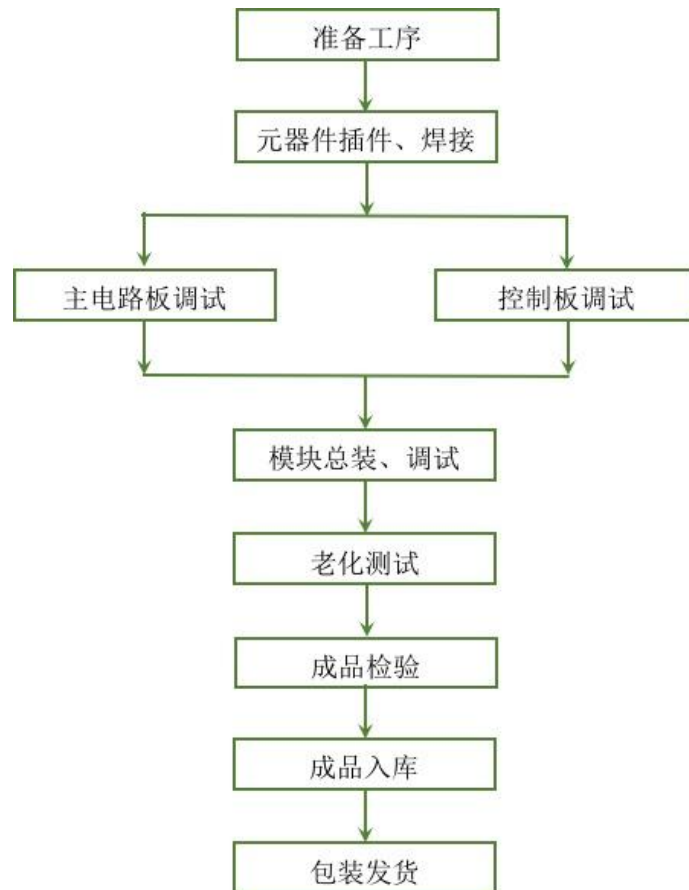 准备工序
元器件插件、焊接
主电路板调试
控制板调试
模块总装、调试
老化测试
成品检验
成品入库
包装发货